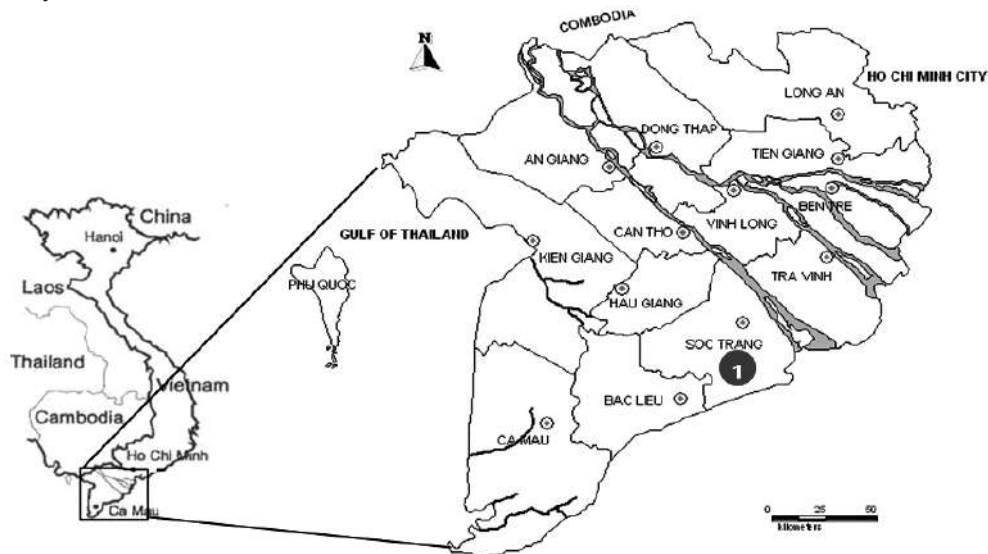 COMBODIA
N
HO CHI MINH CITY
LONG AN
DONG THAP
TIEN GIANG
AN GIANG
BEN TRE
China
Hanoi
VINH LONG
GULF OF THAILAND
CAN THO
KIEN GIANG
TRA VINH
Laos
PHU QUOC
HAU GIANG
SOC TRANG
Thailand
1
Vietnam
BAC LIEU
Cambodia
CA MAU
Ho Chi Minh
Ca Mau
0 25 50
kilometers